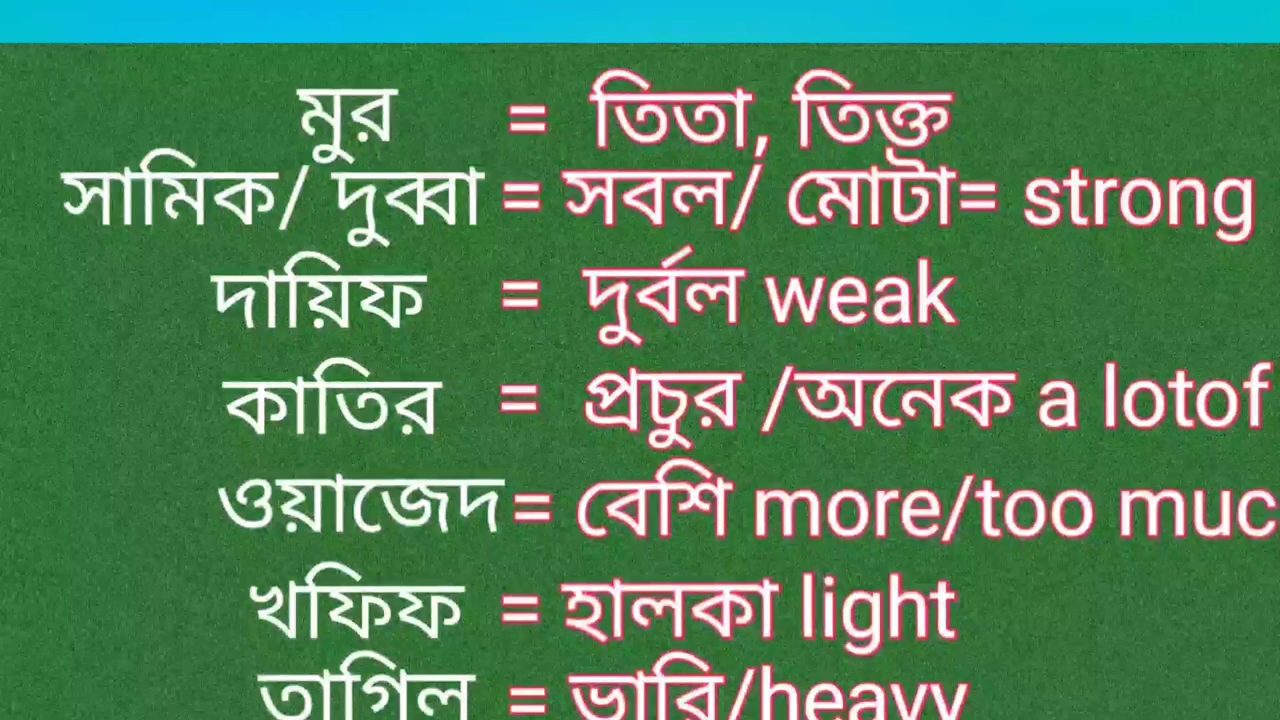 মুর = তিতা, তিক্ত
সামিক/ দুব্বা = সবল/ মোটা= strong
দায়িফ = দুর্বল weak
কাতির = প্রচুর /অনেক a lotof
ওয়াজেদ = বেশি more/too muc
খফিফ = হালকা light
তাগিল = ভারি/heavy